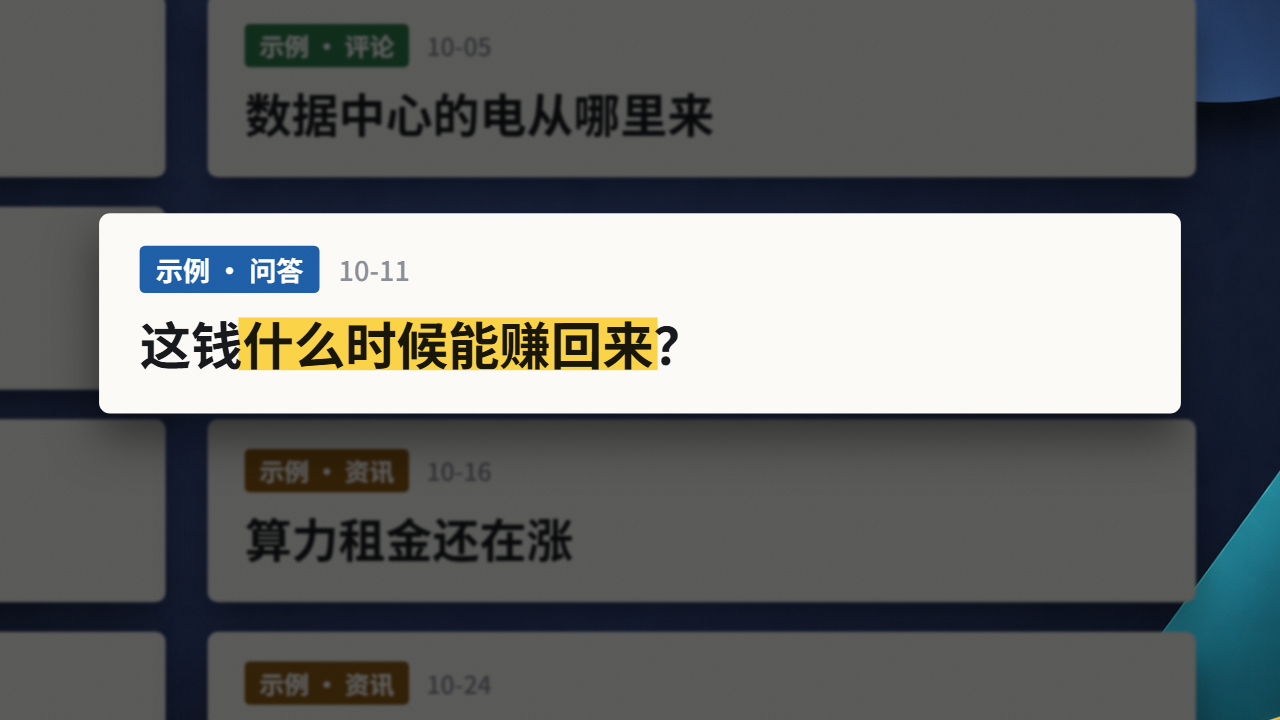 示例 · 评论 10-05
数据中心的电从哪里来
示例 · 问答 10-11
这钱什么时候能赚回来?
示例 · 资讯 10-16
算力租金还在涨
示例 · 资讯 10-24